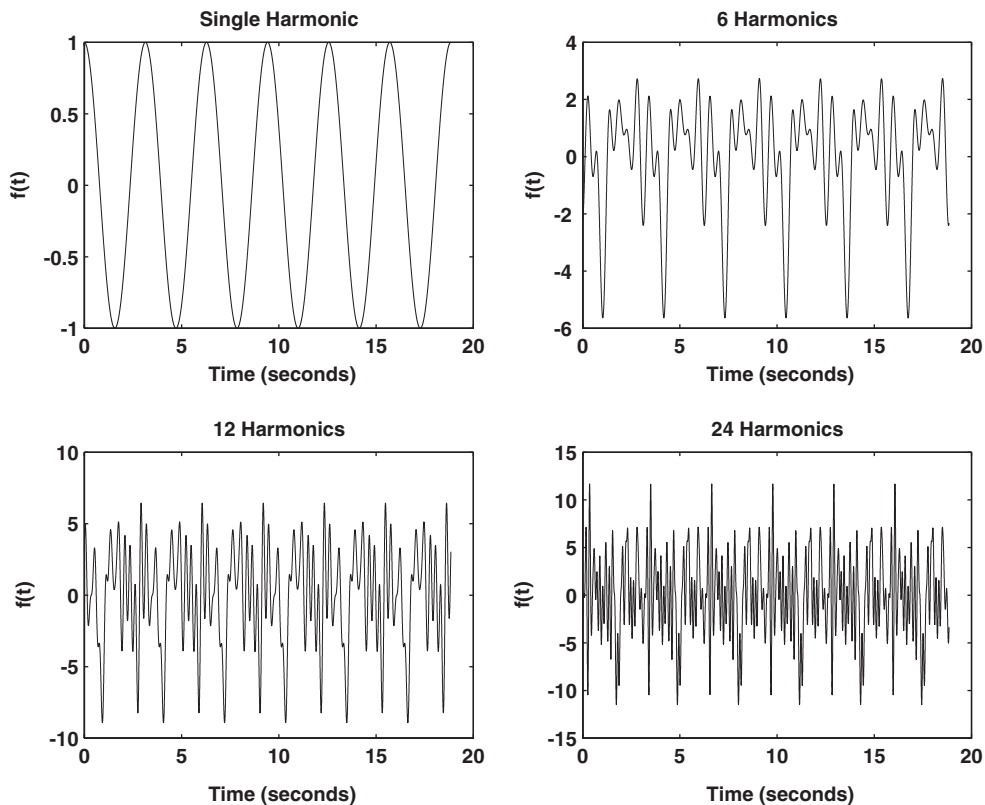 Single Harmonic
1
0.5
0
-0.5
-1
f(t)
0 5 10 15 20
Time (seconds)
6 Harmonics
4
2
0
-2
-4
-6
f(t)
0 5 10 15 20
Time (seconds)
12 Harmonics
10
5
0
-5
-10
f(t)
0 5 10 15 20
Time (seconds)
24 Harmonics
15
10
5
0
-5
-10
-15
f(t)
0 5 10 15 20
Time (seconds)